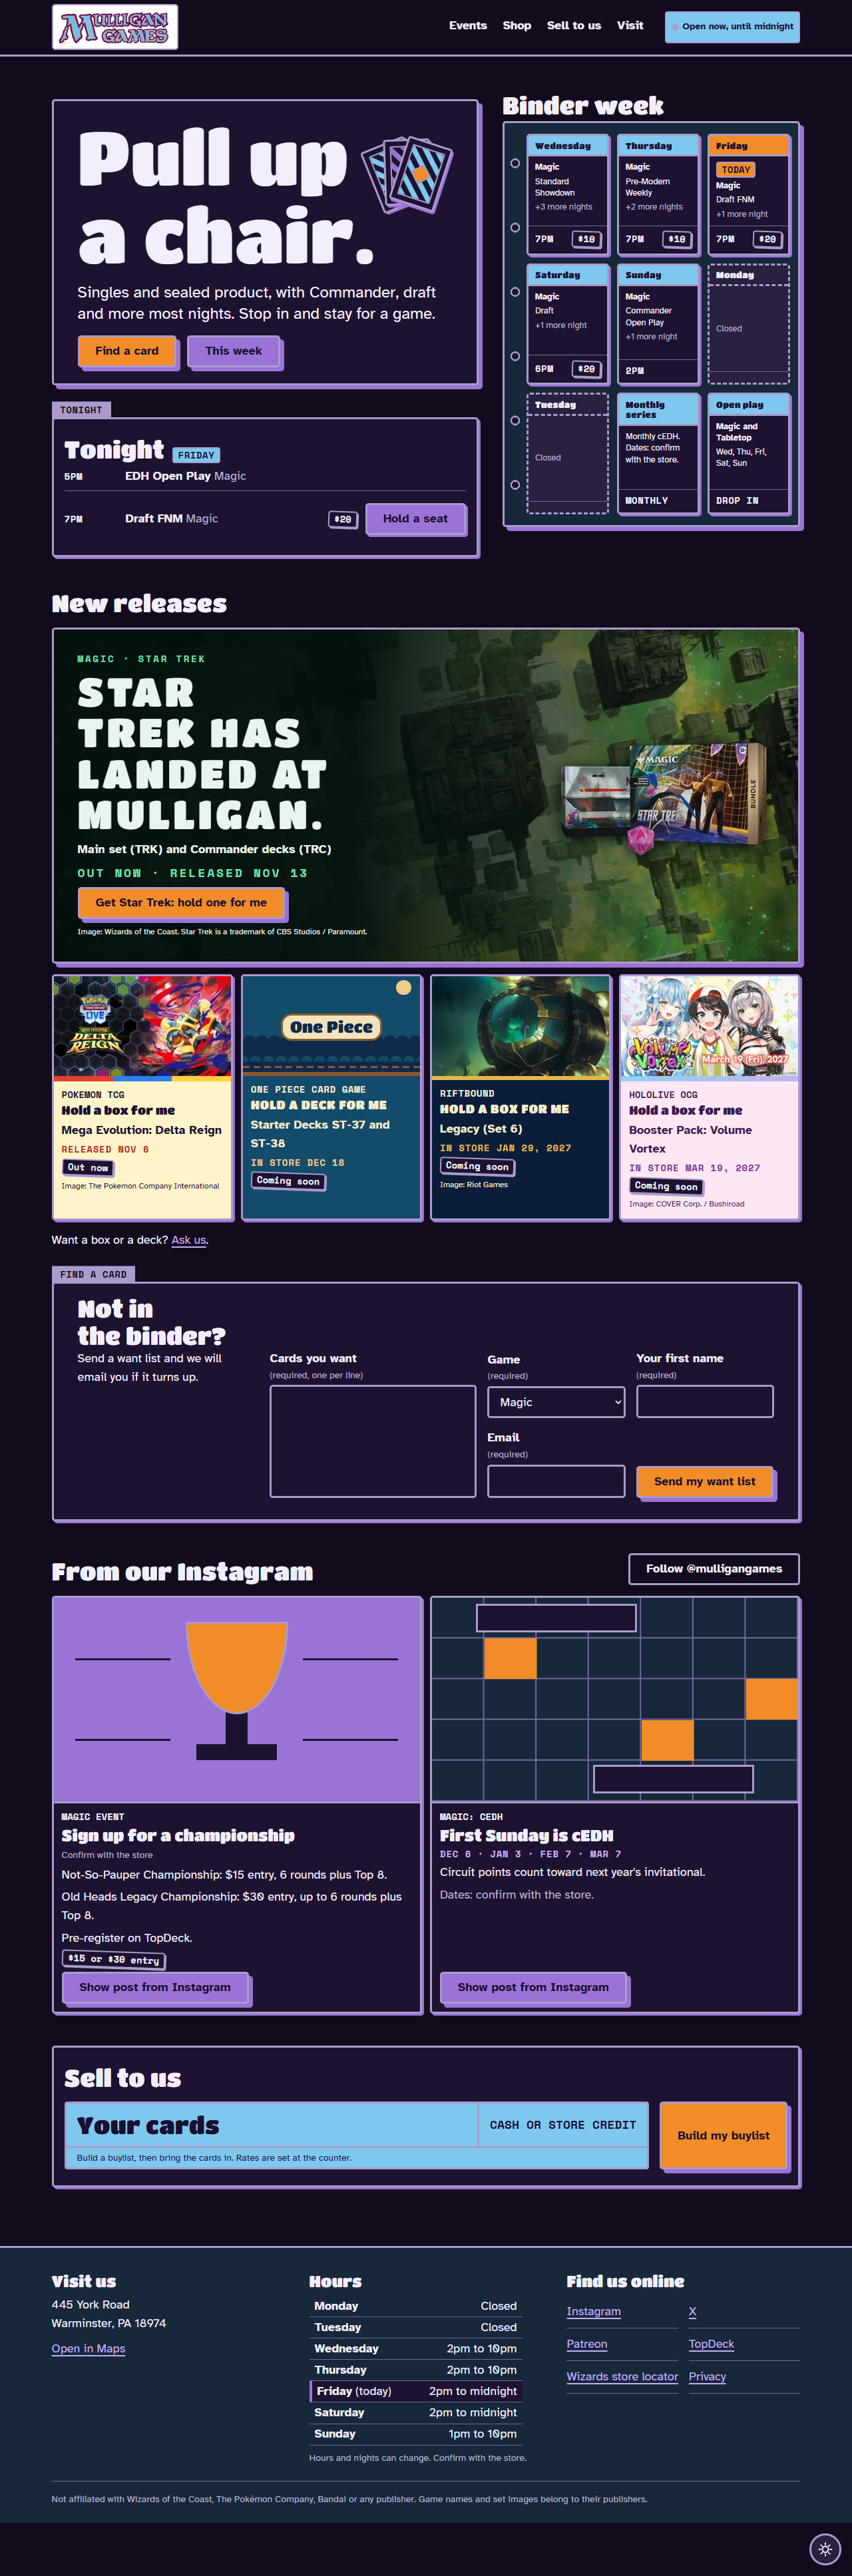 MULLIGAN
GAMES
Events
Shop
Sell to us
Visit
Open now, until midnight
Pull up
a chair.
Singles and sealed product, with Commander, draft
and more most nights. Stop in and stay for a game.
Find a card
This week
TONIGHT
Tonight
FRIDAY
5PM
EDH Open Play Magic
7PM
Draft FNM Magic
$20
Hold a seat
Binder week
Wednesday
Magic
Standard
Showdown
+3 more nights
7PM
$10
Thursday
Magic
Pre-Modern
Weekly
+2 more nights
7PM
$10
Friday
TODAY
Magic
Draft FNM
+1 more night
7PM
$20
Saturday
Magic
Draft
+1 more night
6PM
$20
Sunday
Magic
Commander
Open Play
+1 more night
2PM
Monday
Closed
Tuesday
Closed
Monthly
series
Monthly cEDH.
Dates: confirm
with the store.
MONTHLY
Open play
Magic and
Tabletop
Wed, Thu, Fri,
Sat, Sun
DROP IN
New releases
MAGIC · STAR TREK
STAR
TREK HAS
LANDED AT
MULLIGAN.
Main set (TRK) and Commander decks (TRC)
OUT NOW · RELEASED NOV 13
Get Star Trek: hold one for me
Image: Wizards of the Coast. Star Trek is a trademark of CBS Studios / Paramount.
MAGIC
STAR TREK
BUNDLE
POKÉMON
LIVE
DELTA
REIGN
POKEMON TCG
Hold a box for me
Mega Evolution: Delta Reign
RELEASED NOV 6
Out now
Image: The Pokemon Company International
One Piece
ONE PIECE CARD GAME
HOLD A DECK FOR ME
Starter Decks ST-37 and
ST-38
IN STORE DEC 18
Coming soon
RIFTBOUND
HOLD A BOX FOR ME
Legacy (Set 6)
IN STORE JAN 29, 2027
Coming soon
Image: Riot Games
Volume
Vortex
March 19 (Fri), 2027
HOLOLIVE OCG
Hold a box for me
Booster Pack: Volume
Vortex
IN STORE MAR 19, 2027
Coming soon
Image: COVER Corp. / Bushiroad
Want a box or a deck? Ask us.
FIND A CARD
Not in
the binder?
Send a want list and we will
email you if it turns up.
Cards you want
(required, one per line)
Game
(required)
Magic
Your first name
(required)
Email
(required)
Send my want list
From our Instagram
Follow @mulligangames
MAGIC EVENT
Sign up for a championship
Confirm with the store
Not-So-Pauper Championship: $15 entry, 6 rounds plus Top 8.
Old Heads Legacy Championship: $30 entry, up to 6 rounds plus
Top 8.
Pre-register on TopDeck.
$15 or $30 entry
Show post from Instagram
MAGIC: CEDH
First Sunday is cEDH
DEC 6 · JAN 3 · FEB 7 · MAR 7
Circuit points count toward next year's invitational.
Dates: confirm with the store.
Show post from Instagram
Sell to us
Your cards
CASH OR STORE CREDIT
Build a buylist, then bring the cards in. Rates are set at the counter.
Build my buylist
Visit us
445 York Road
Warminster, PA 18974
Open in Maps
Hours
Monday Closed
Tuesday Closed
Wednesday 2pm to 10pm
Thursday 2pm to 10pm
Friday (today) 2pm to midnight
Saturday 2pm to midnight
Sunday 1pm to 10pm
Hours and nights can change. Confirm with the store.
Find us online
Instagram
X
Patreon
TopDeck
Wizards store locator
Privacy
Not affiliated with Wizards of the Coast, The Pokémon Company, Bandai or any publisher. Game names and set images belong to their publishers.